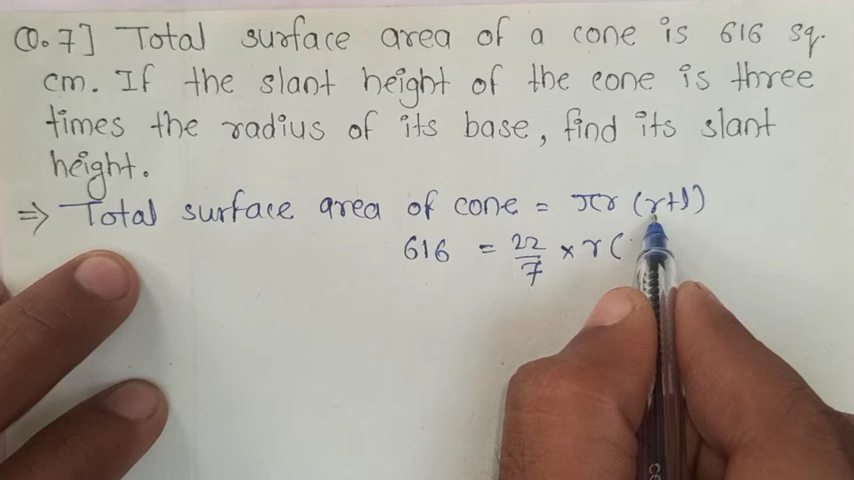 Q.7] Total surface area of a cone is 616 sq.
cm. If the slant height of the cone is three
times the radius of its base, find its slant
height.
⇒ Total surface area of cone = πr (r+l)
616 = 22/7 × r (